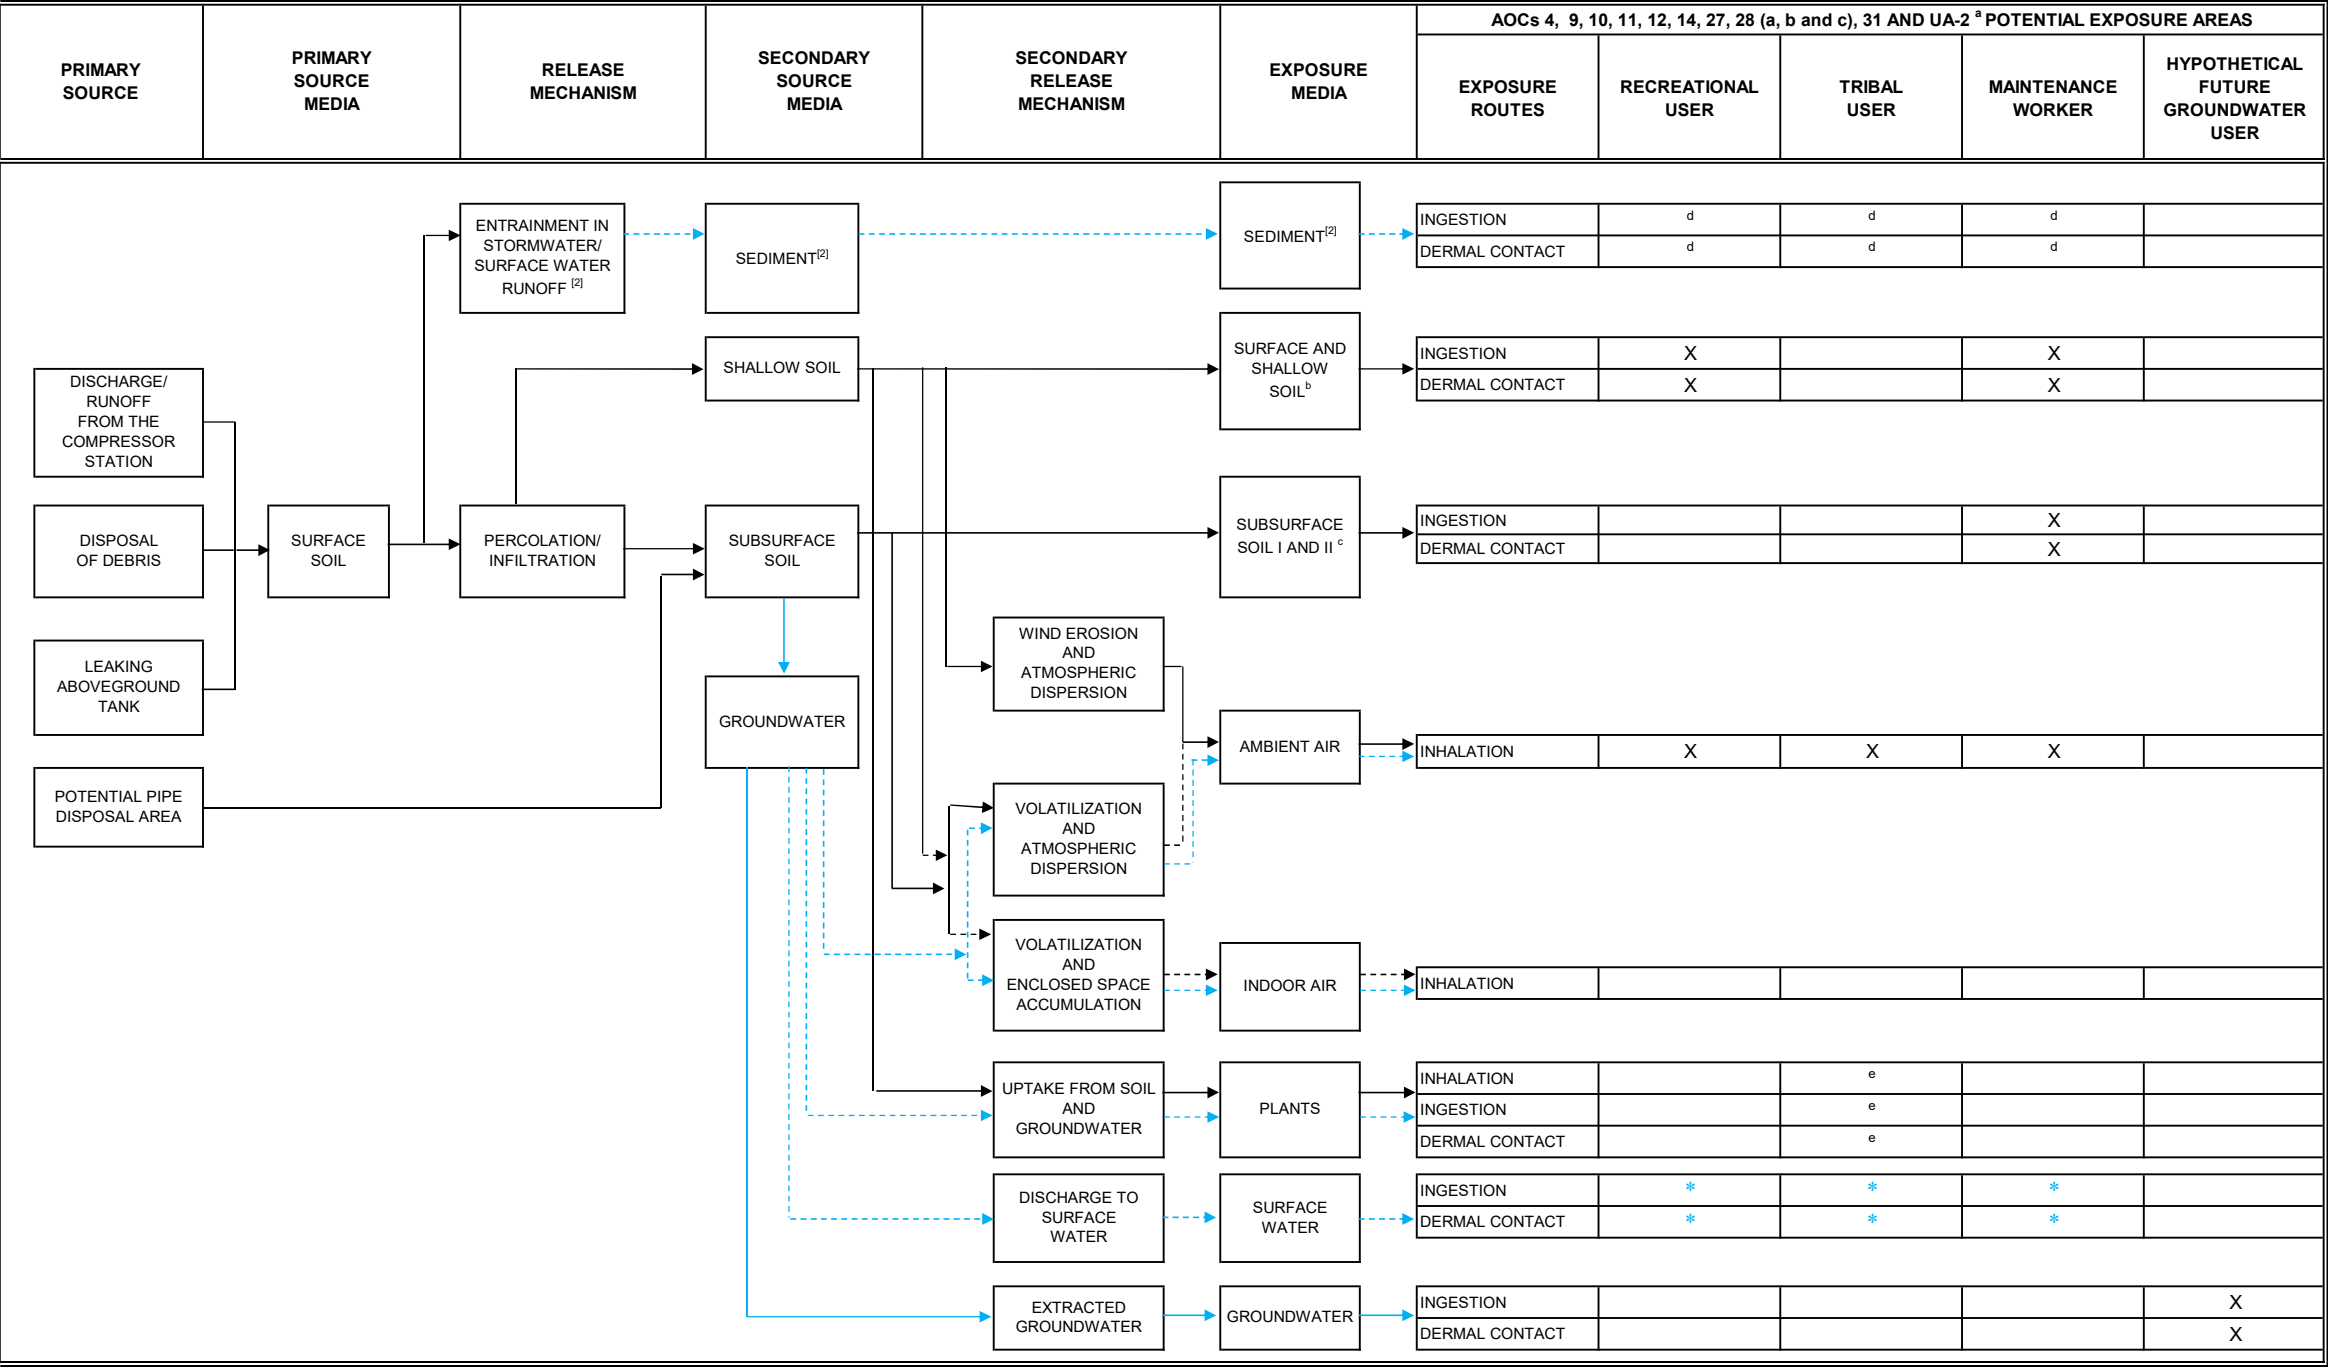 AOCs 4, 9, 10, 11, 12, 14, 27, 28 (a, b and c), 31 AND UA-2 a POTENTIAL EXPOSURE AREAS
PRIMARY
SOURCE
PRIMARY
SOURCE
MEDIA
RELEASE
MECHANISM
SECONDARY
SOURCE
MEDIA
SECONDARY
RELEASE
MECHANISM
EXPOSURE
MEDIA
EXPOSURE
ROUTES
RECREATIONAL
USER
TRIBAL
USER
MAINTENANCE
WORKER
HYPOTHETICAL
FUTURE
GROUNDWATER
USER
DISCHARGE/
RUNOFF
FROM THE
COMPRESSOR
STATION
DISPOSAL
OF DEBRIS
LEAKING
ABOVEGROUND
TANK
POTENTIAL PIPE
DISPOSAL AREA
SURFACE
SOIL
ENTRAINMENT IN
STORMWATER/
SURFACE WATER
RUNOFF [2]
PERCOLATION/
INFILTRATION
SEDIMENT[2]
SHALLOW SOIL
SUBSURFACE
SOIL
GROUNDWATER
WIND EROSION
AND
ATMOSPHERIC
DISPERSION
VOLATILIZATION
AND
ATMOSPHERIC
DISPERSION
VOLATILIZATION
AND
ENCLOSED SPACE
ACCUMULATION
UPTAKE FROM SOIL
AND
GROUNDWATER
DISCHARGE TO
SURFACE
WATER
EXTRACTED
GROUNDWATER
SEDIMENT[2]
INGESTION d d d
DERMAL CONTACT d d d
SURFACE AND
SHALLOW
SOILb
INGESTION X X
DERMAL CONTACT X X
SUBSURFACE
SOIL I AND II c
INGESTION X
DERMAL CONTACT X
AMBIENT AIR
INHALATION X X X
INDOOR AIR
INHALATION
PLANTS
INHALATION e
INGESTION e
DERMAL CONTACT e
SURFACE
WATER
INGESTION * * *
DERMAL CONTACT * * *
GROUNDWATER
INGESTION X
DERMAL CONTACT X